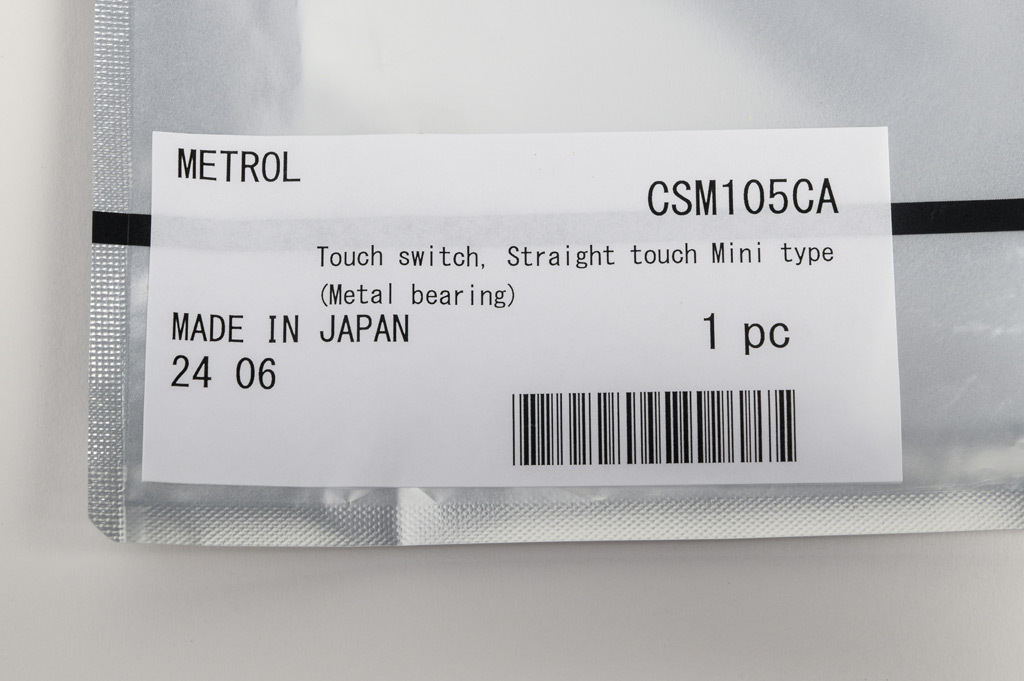 METROL
CSM105CA
Touch switch, Straight touch Mini type
(Metal bearing)
MADE IN JAPAN
1 pc
24 06